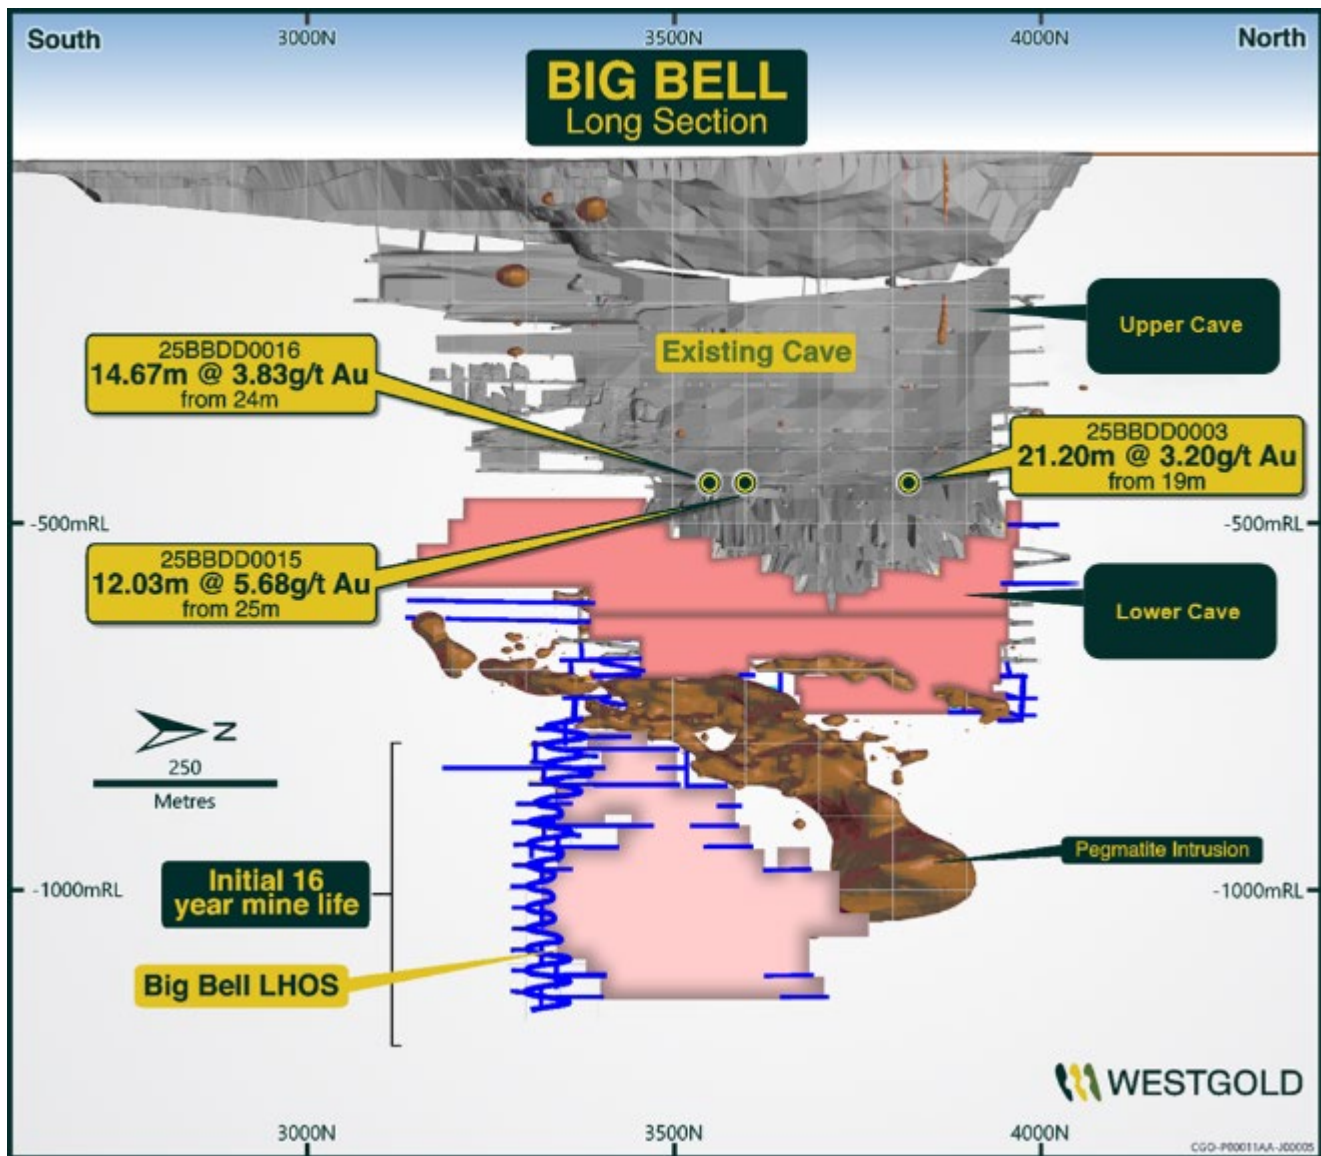 South
3000N
3500N
4000N
North
BIG BELL
Long Section
Upper Cave
Existing Cave
25BBDD0016
14.67m @ 3.83g/t Au
from 24m
25BBDD0003
21.20m @ 3.20g/t Au
from 19m
-500mRL
-500mRL
25BBDD0015
12.03m @ 5.68g/t Au
from 25m
Lower Cave
N
250
Metres
Pegmatite Intrusion
Initial 16
year mine life
-1000mRL
-1000mRL
Big Bell LHOS
WESTGOLD
3000N
3500N
4000N